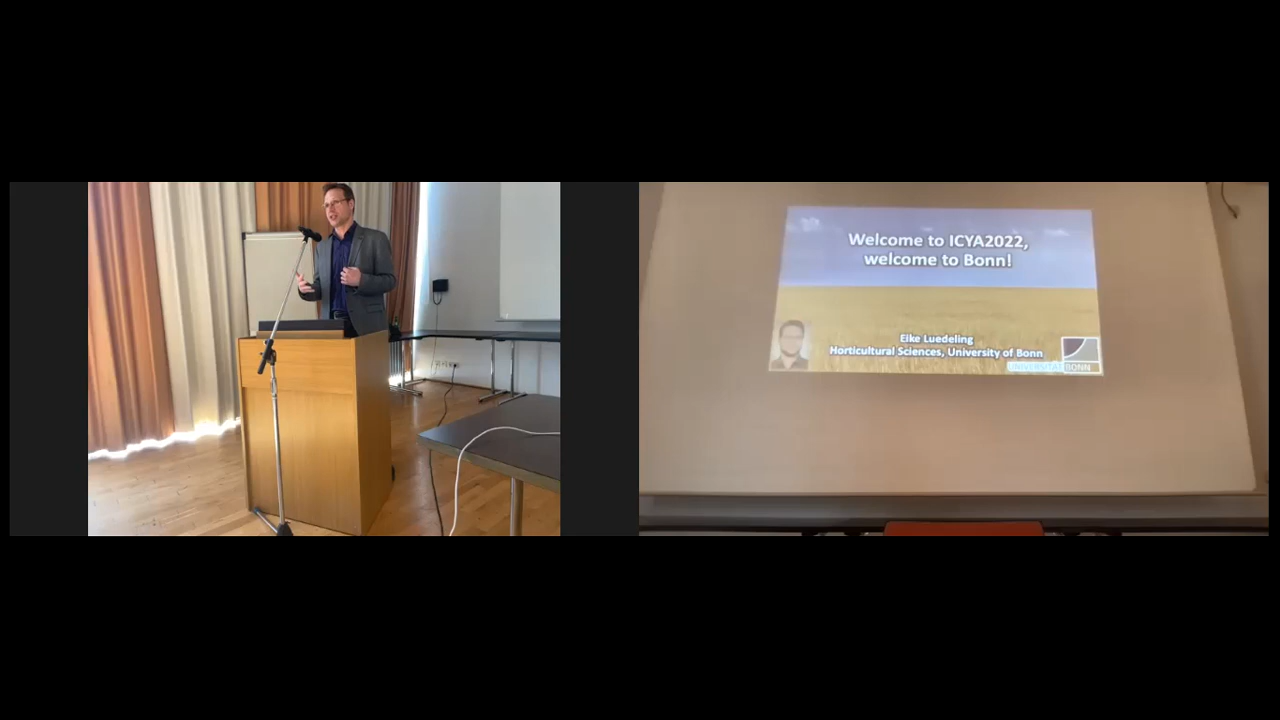 Welcome to ICYA2022,
welcome to Bonn!
Eike Luedeling
Horticultural Sciences, University of Bonn
UNIVERSITÄT BONN